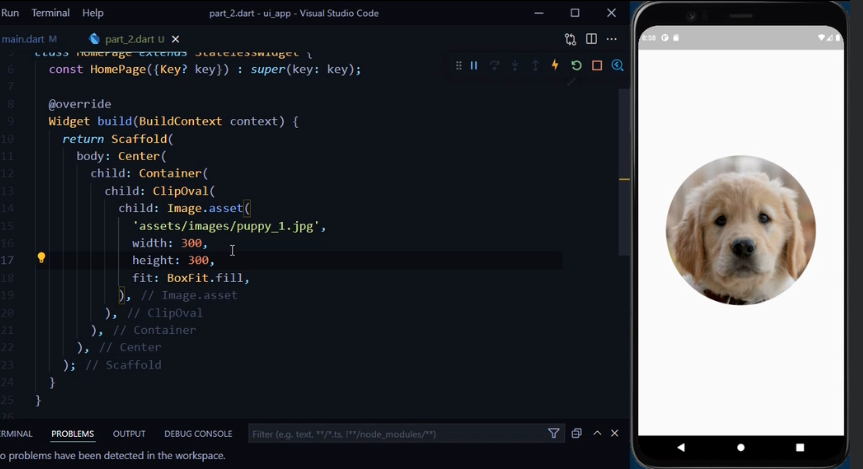 Run Terminal Help part_2.dart - ui_app - Visual Studio Code
main.dart M part_2.dart U
class HomePage extends StatelessWidget {
6 const HomePage({Key? key}) : super(key: key);
7
8 @override
9 Widget build(BuildContext context) {
10 return Scaffold(
11 body: Center(
12 child: Container(
13 child: ClipOval(
14 child: Image.asset(
15 'assets/images/puppy_1.jpg',
16 width: 300,
17 height: 300,
18 fit: BoxFit.fill,
19 ), // Image.asset
20 ), // ClipOval
21 ), // Container
22 ), // Center
23 ); // Scaffold
24 }
25 }
26
ERMINAL PROBLEMS OUTPUT DEBUG CONSOLE Filter (e.g. text, **/*.ts, !**/node_modules/**)
o problems have been detected in the workspace.